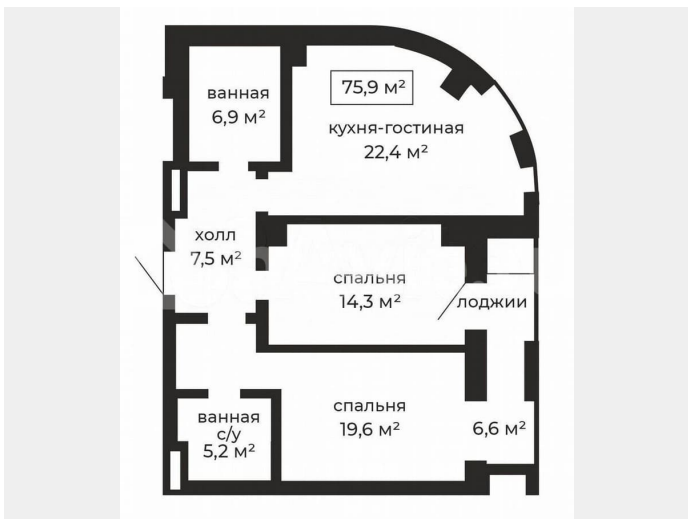 75,9 м²
ванная
6,9 м²
кухня-гостиная
22,4 м²
холл
7,5 м²
спальня
14,3 м²
лоджии
спальня
19,6 м²
6,6 м²
ванная
с/у
5,2 м²